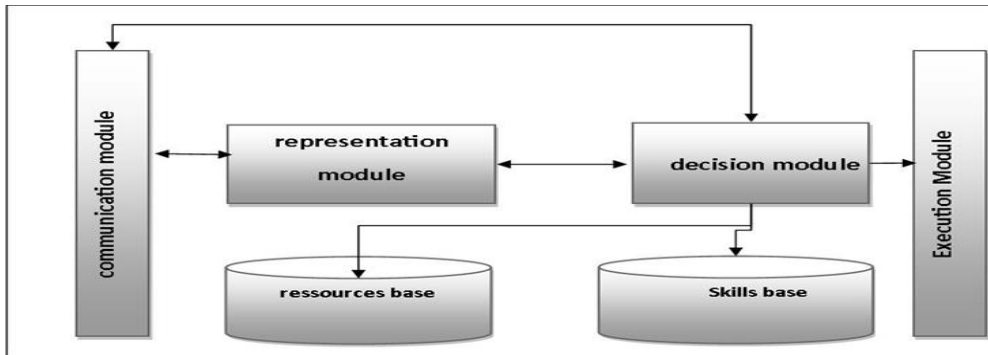 communication module
representation
module
decision module
Execution Module
ressources base
Skills base